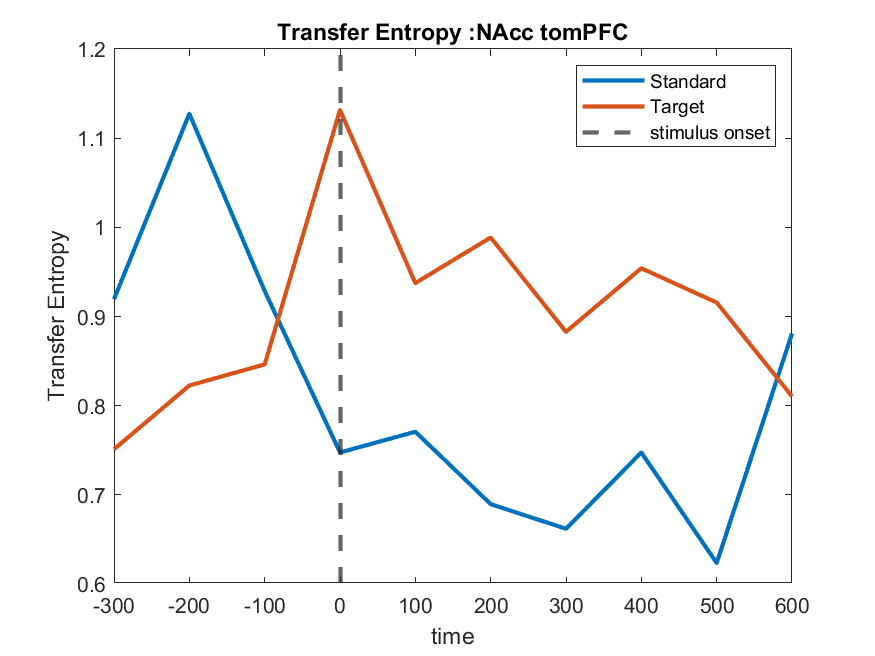 Transfer Entropy :NAcc tomPFC
Standard
Target
stimulus onset
Transfer Entropy
1.2
1.1
1
0.9
0.8
0.7
0.6
-300 -200 -100 0 100 200 300 400 500 600
time